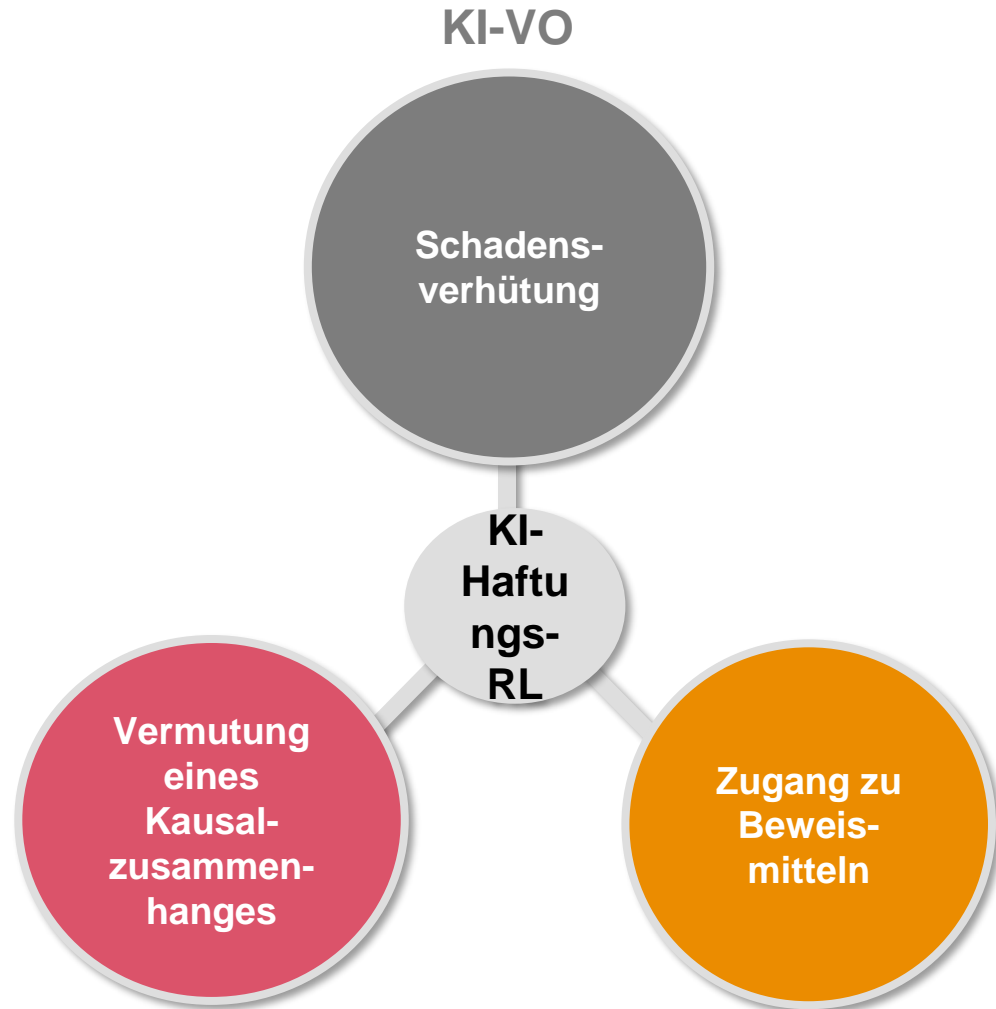 KI-VO
Schadens-
verhütung
KI-
Haftu
ngs-
RL
Vermutung
eines
Kausal-
zusammen-
hanges
Zugang zu
Beweis-
mitteln